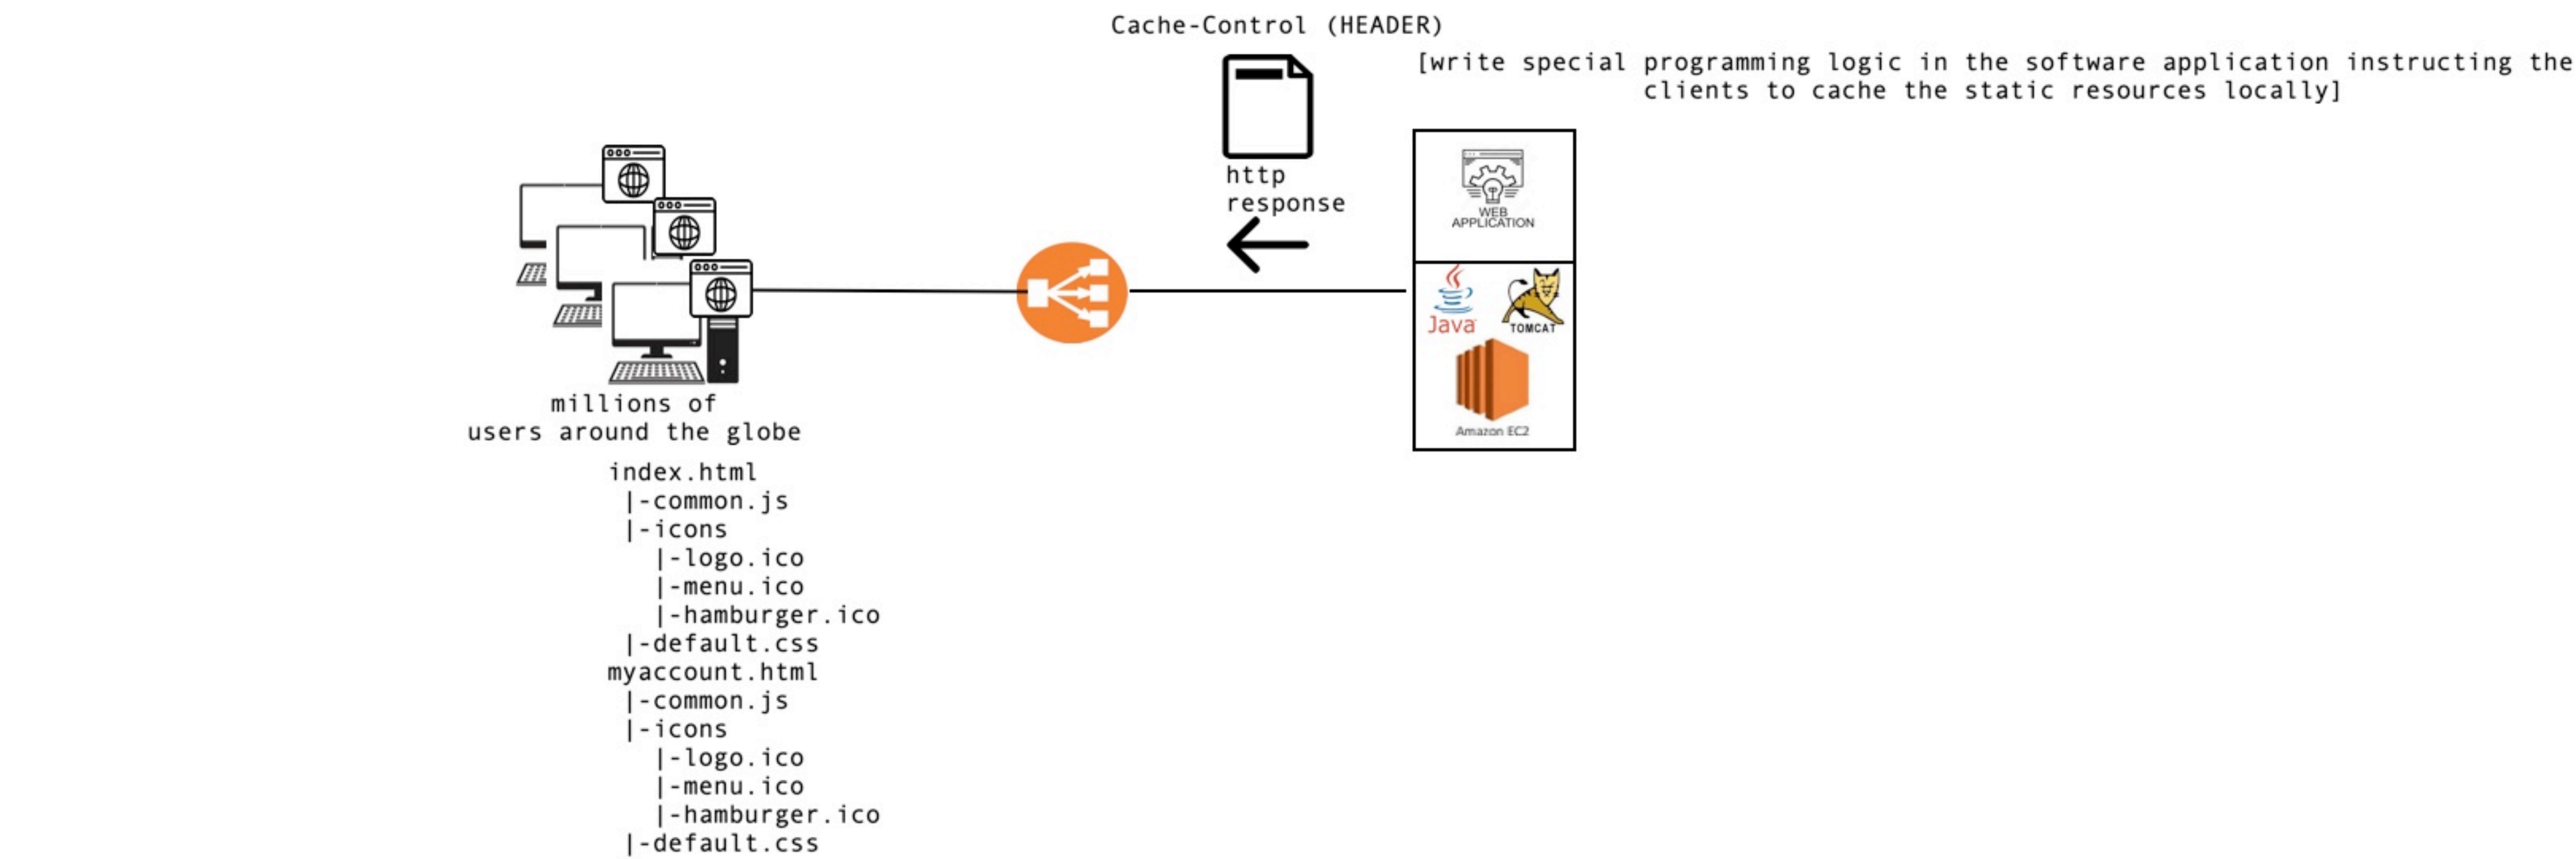 Cache-Control (HEADER)
[write special programming logic in the software application instructing the
clients to cache the static resources locally]
http
response
WEB
APPLICATION
Java
TOMCAT
Amazon EC2
millions of
users around the globe
index.html
|-common.js
|-icons
|-logo.ico
|-menu.ico
|-hamburger.ico
|-default.css
myaccount.html
|-common.js
|-icons
|-logo.ico
|-menu.ico
|-hamburger.ico
|-default.css